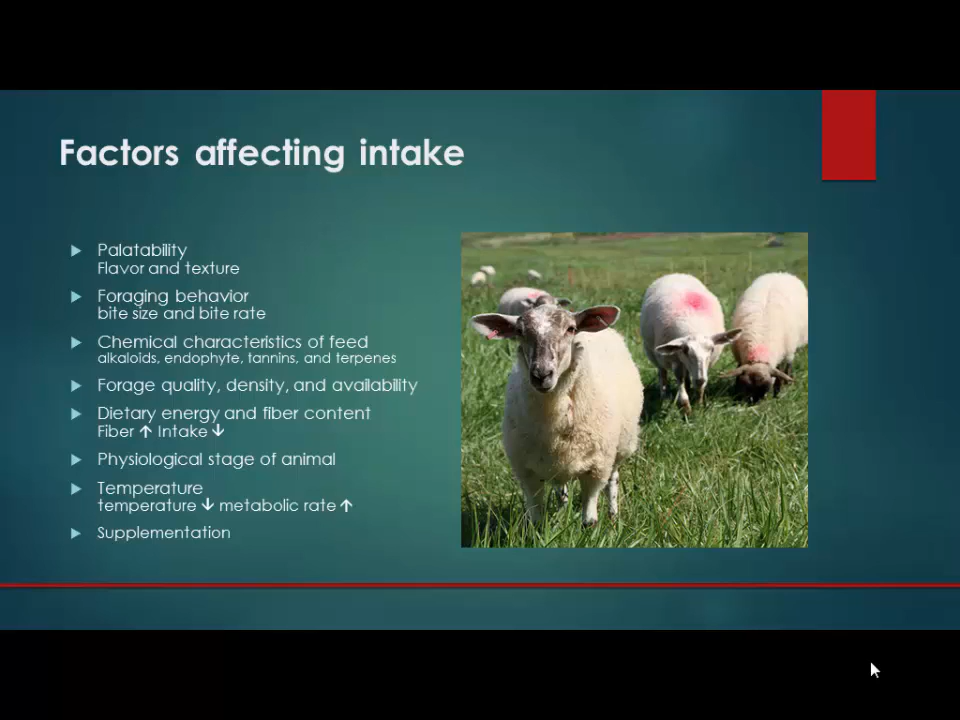 Factors affecting intake
Palatability
Flavor and texture
Foraging behavior
bite size and bite rate
Chemical characteristics of feed
alkaloids, endophyte, tannins, and terpenes
Forage quality, density, and availability
Dietary energy and fiber content
Fiber ↑ Intake ↓
Physiological stage of animal
Temperature
temperature ↓ metabolic rate ↑
Supplementation